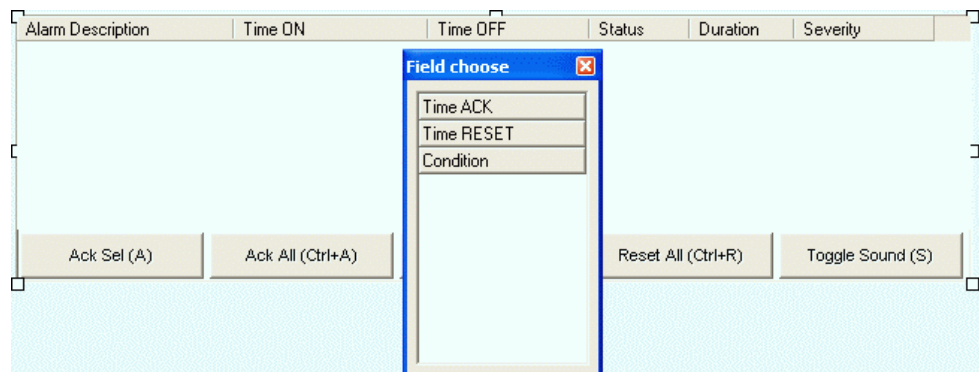 Alarm Description Time ON Time OFF Status Duration Severity
Field choose
Time ACK
Time RESET
Condition
Ack Sel (A) Ack All (Ctrl+A) Reset All (Ctrl+R) Toggle Sound (S)